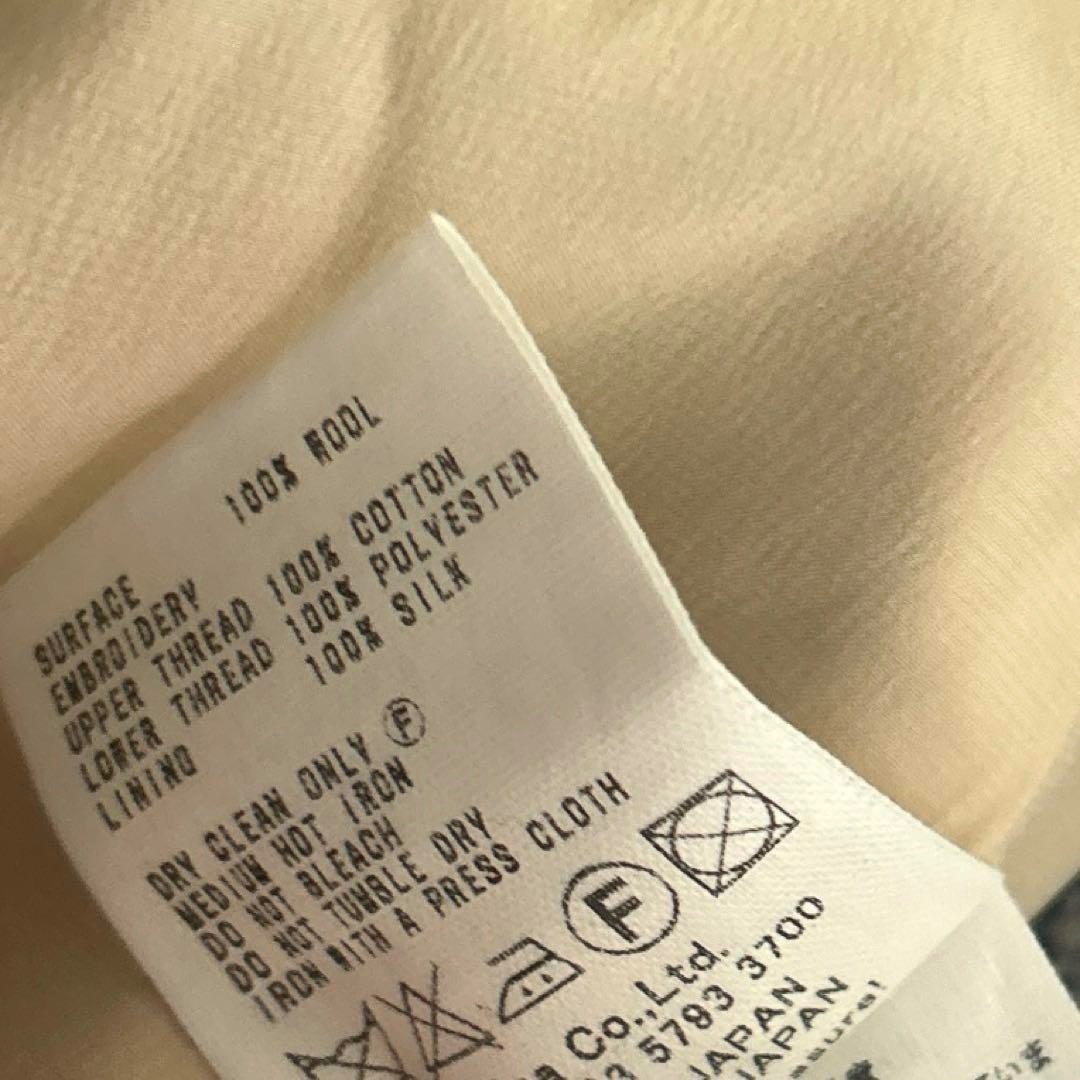 SURFACE 100% WOOL
EMBROIDERY
UPPER THREAD 100% COTTON
LOWER THREAD 100% POLYESTER
LINING 100% SILK
DRY CLEAN ONLY Ⓕ
MEDIUM HOT IRON
DO NOT BLEACH
DO NOT TUMBLE DRY
IRON WITH A PRESS CLOTH
F
Co.,Ltd.
5793 3700
JAPAN
JAPAN